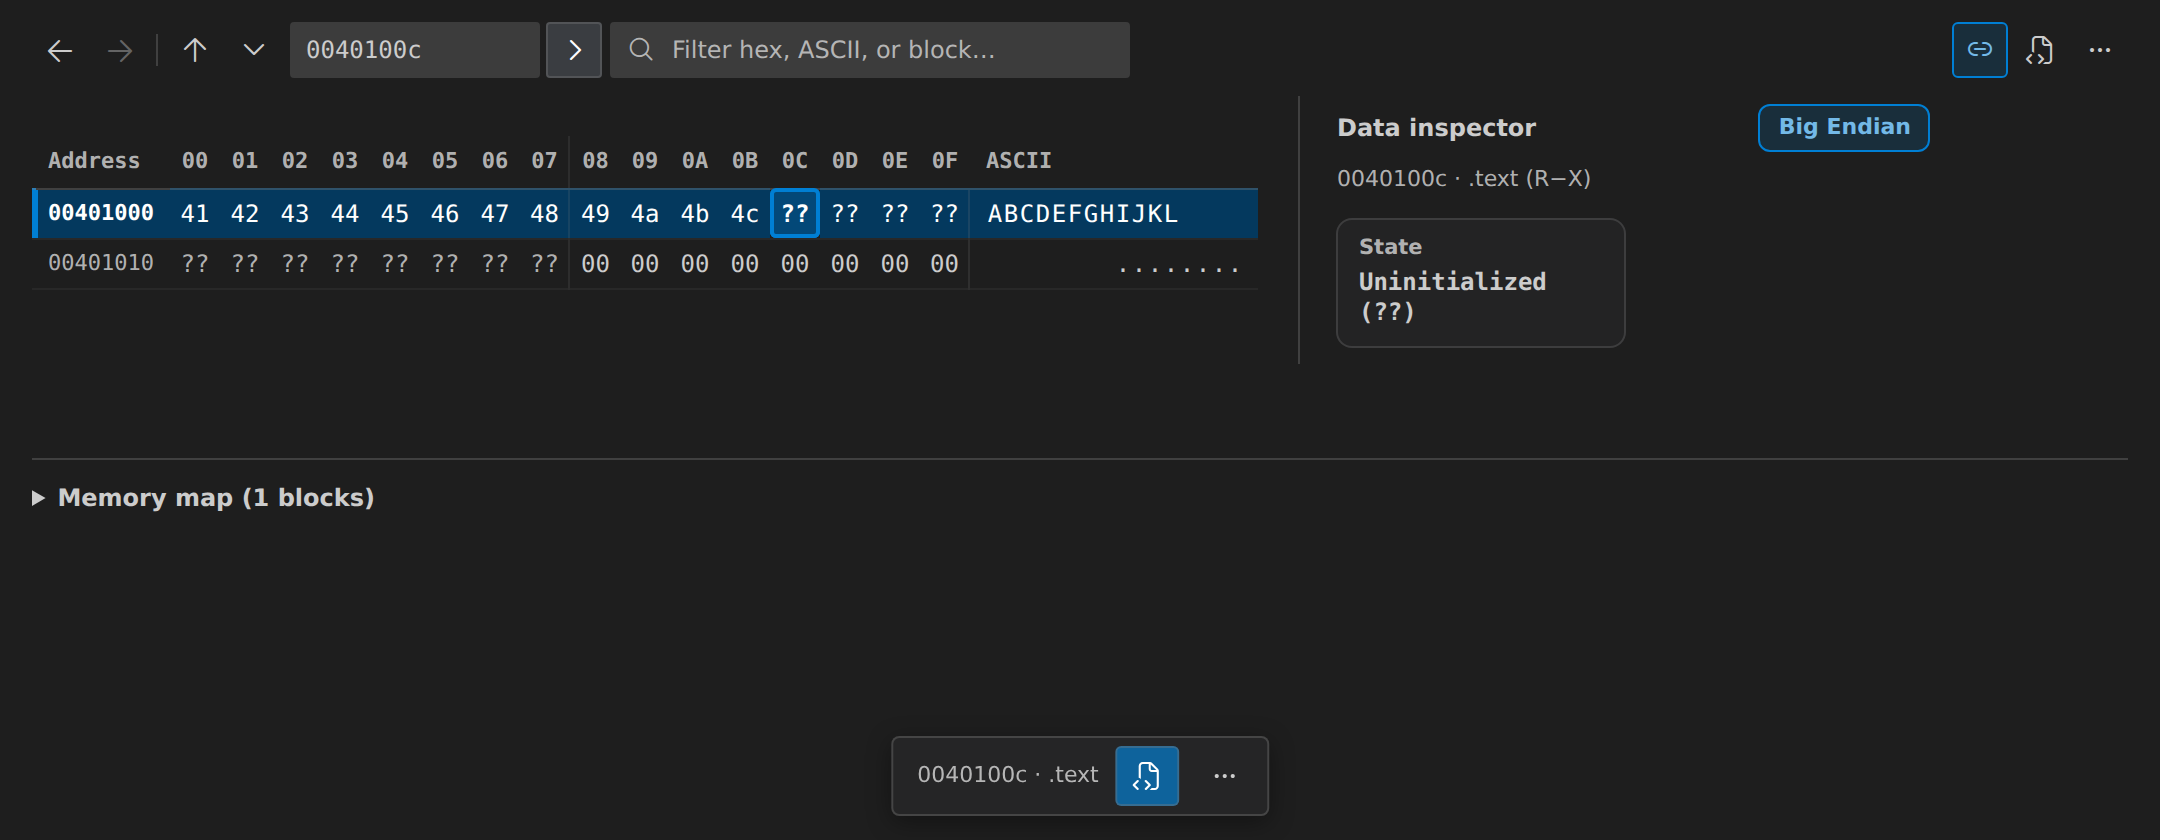 0040100c
Filter hex, ASCII, or block...
Address 00 01 02 03 04 05 06 07 08 09 0A 0B 0C 0D 0E 0F ASCII
00401000 41 42 43 44 45 46 47 48 49 4a 4b 4c ?? ?? ?? ?? ABCDEFGHIJKL
00401010 ?? ?? ?? ?? ?? ?? ?? ?? 00 00 00 00 00 00 00 00 ........
Data inspector
Big Endian
0040100c · .text (R−X)
State
Uninitialized
(??)
Memory map (1 blocks)
0040100c · .text